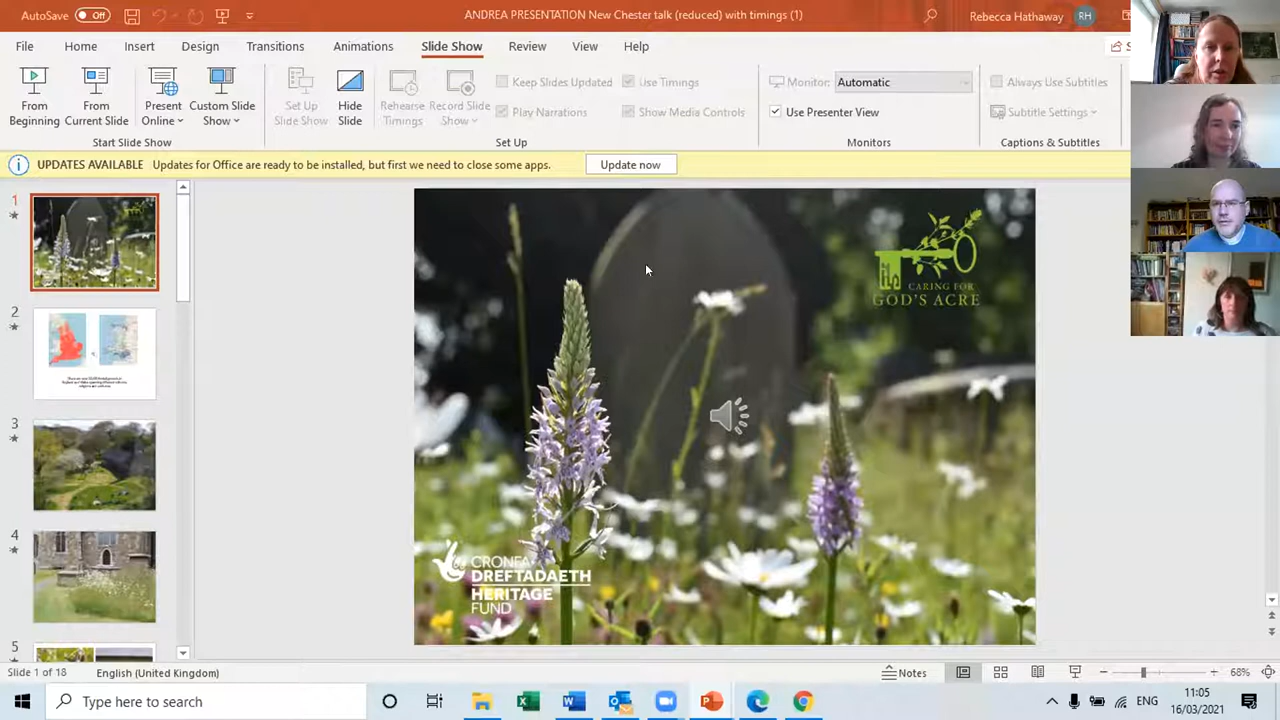 AutoSave
Off
ANDREA PRESENTATION New Chester talk (reduced) with timings (1)
Rebecca Hathaway
RH
File
Home
Insert
Design
Transitions
Animations
Slide Show
Review
View
Help
From
Beginning
From
Current Slide
Present
Online
Custom Slide
Show
Set Up
Slide Show
Hide
Slide
Rehearse
Timings
Record Slide
Show
Keep Slides Updated
Play Narrations
Use Timings
Show Media Controls
Monitor:
Automatic
Use Presenter View
Always Use Subtitles
Subtitle Settings
Start Slide Show
Set Up
Monitors
Captions & Subtitles
UPDATES AVAILABLE
Updates for Office are ready to be installed, but first we need to close some apps.
Update now
1
2
3
4
5
CARING FOR
GOD'S ACRE
CRONFA
DREFTADAETH
HERITAGE
FUND
Slide 1 of 18
English (United Kingdom)
Notes
68%
Type here to search
ENG
11:05
16/03/2021